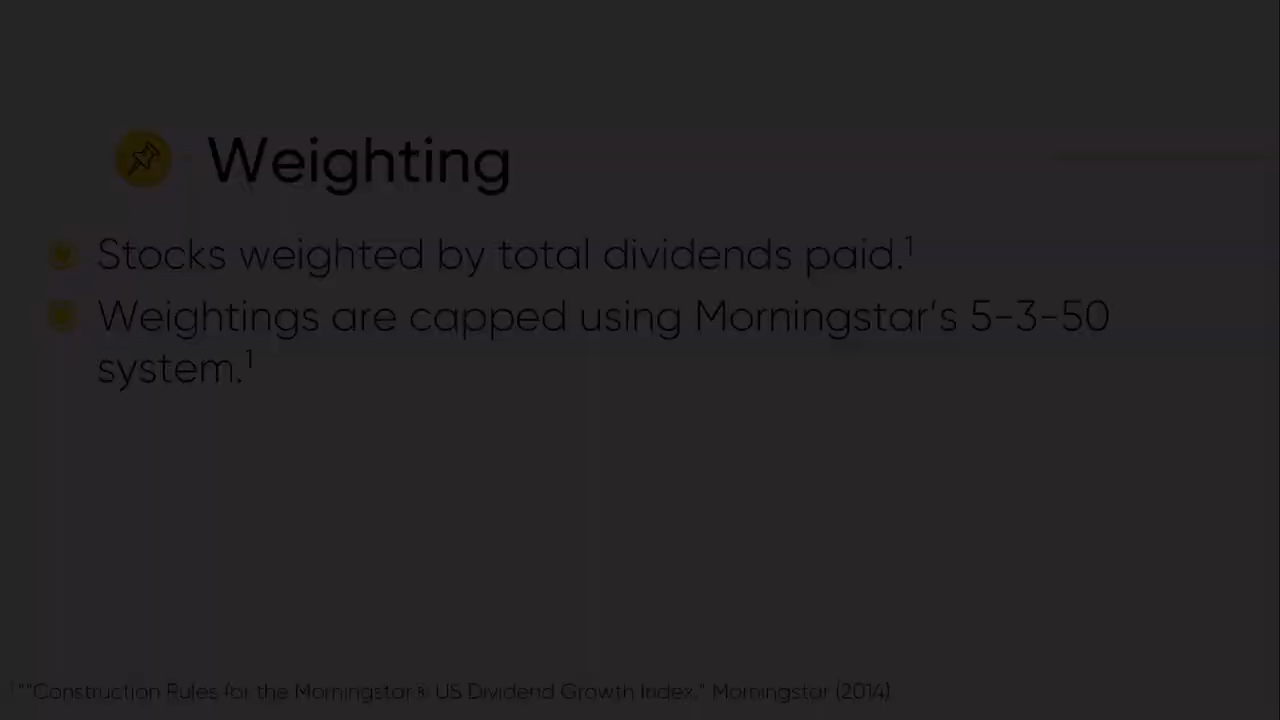 Weighting
Stocks weighted by total dividends paid.¹
Weightings are capped using Morningstar's 5-3-50
system.¹
¹""Construction Rules for the Morningstar® US Dividend Growth Index." Morningstar (2014)